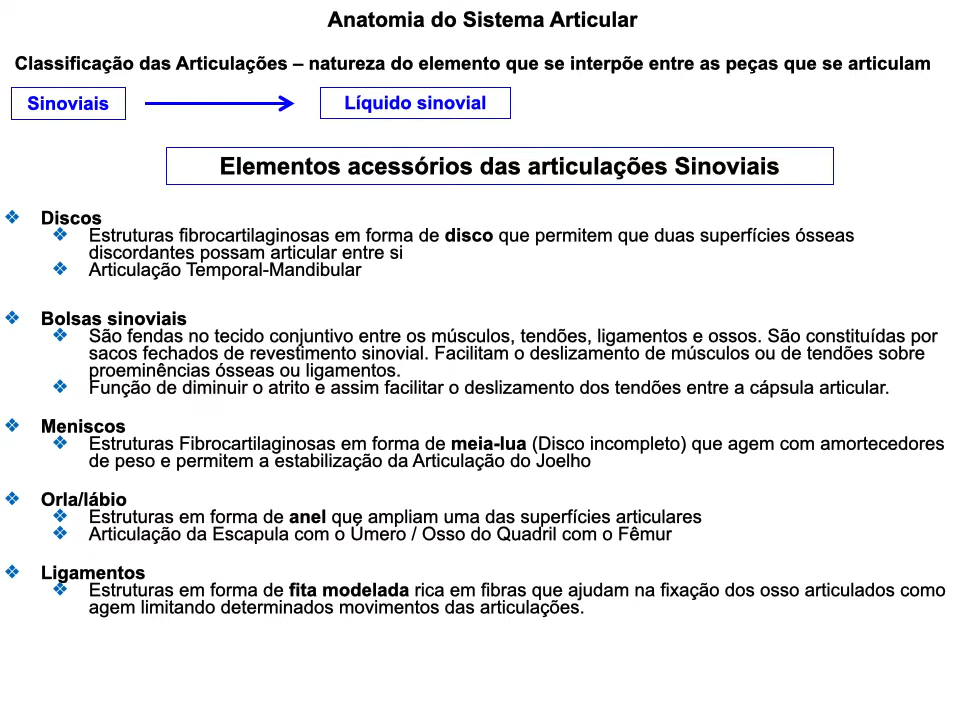 Anatomia do Sistema Articular
Classificação das Articulações – natureza do elemento que se interpõe entre as peças que se articulam
Sinoviais
Líquido sinovial
Elementos acessórios das articulações Sinoviais
❖ Discos
❖ Estruturas fibrocartilaginosas em forma de disco que permitem que duas superfícies ósseas
discordantes possam articular entre si
❖ Articulação Temporal-Mandibular
❖ Bolsas sinoviais
❖ São fendas no tecido conjuntivo entre os músculos, tendões, ligamentos e ossos. São constituídas por
sacos fechados de revestimento sinovial. Facilitam o deslizamento de músculos ou de tendões sobre
proeminências ósseas ou ligamentos.
❖ Função de diminuir o atrito e assim facilitar o deslizamento dos tendões entre a cápsula articular.
❖ Meniscos
❖ Estruturas Fibrocartilaginosas em forma de meia-lua (Disco incompleto) que agem com amortecedores
de peso e permitem a estabilização da Articulação do Joelho
❖ Orla/lábio
❖ Estruturas em forma de anel que ampliam uma das superfícies articulares
❖ Articulação da Escapula com o Úmero / Osso do Quadril com o Fêmur
❖ Ligamentos
❖ Estruturas em forma de fita modelada rica em fibras que ajudam na fixação dos osso articulados como
agem limitando determinados movimentos das articulações.